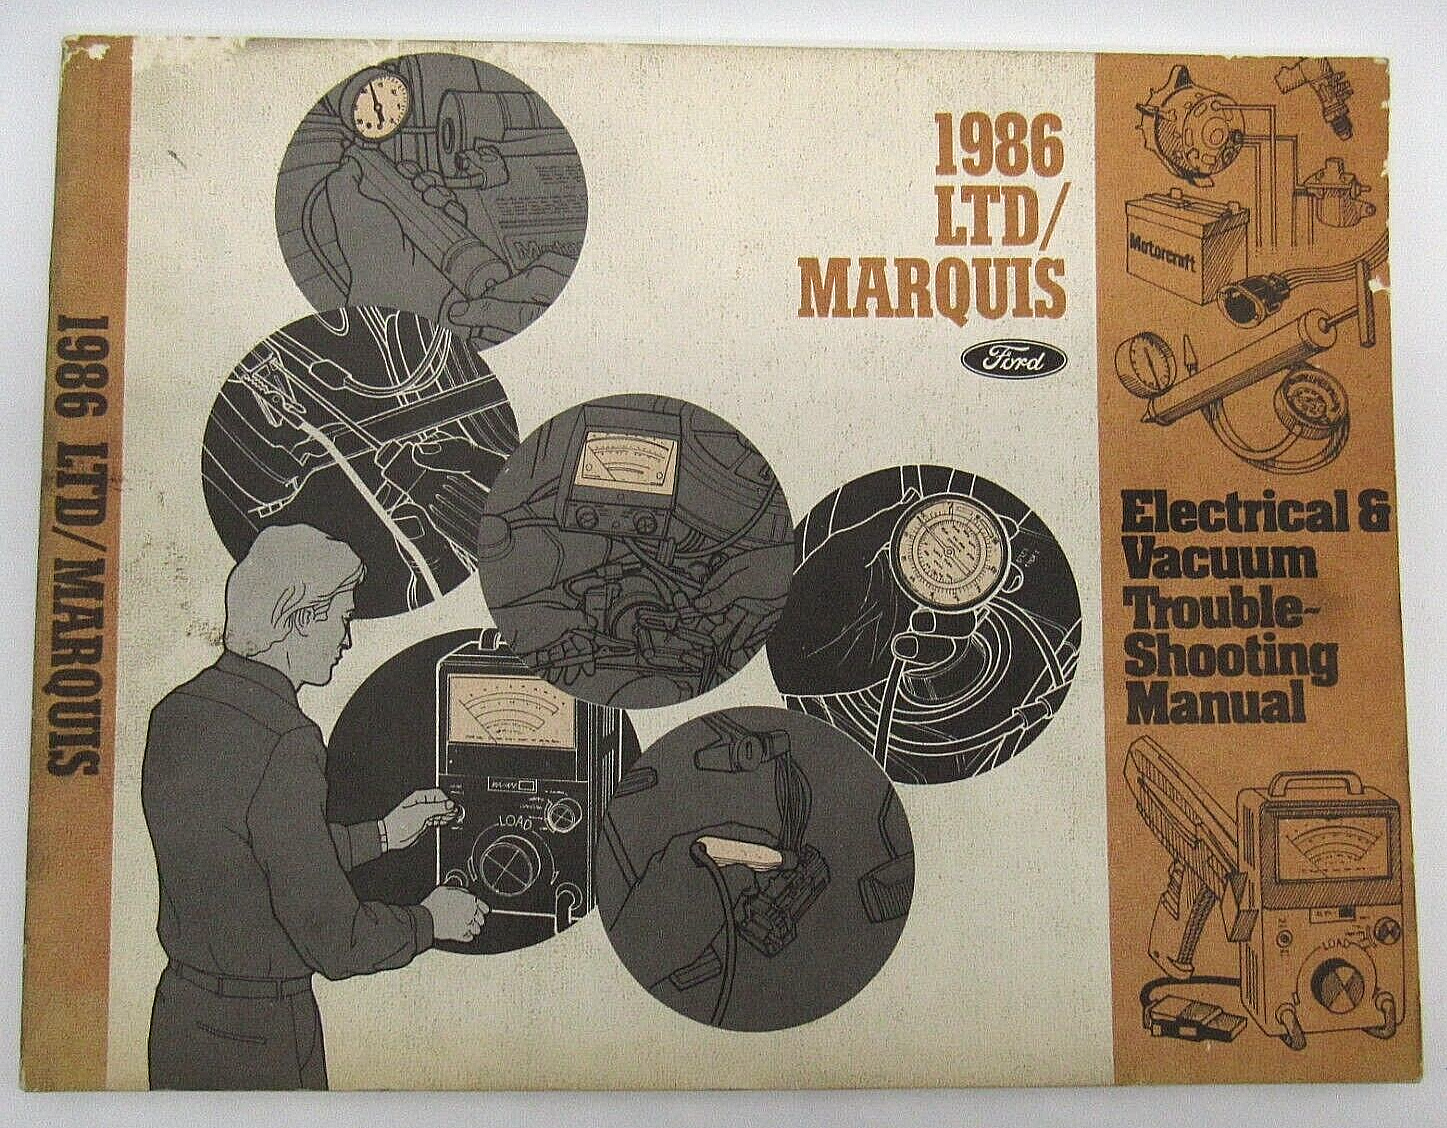 1986 LTD/MARQUIS
1986
LTD/
MARQUIS
Ford
Motorcraft
Electrical &
Vacuum
Trouble-
Shooting
Manual
LOAD
LOAD